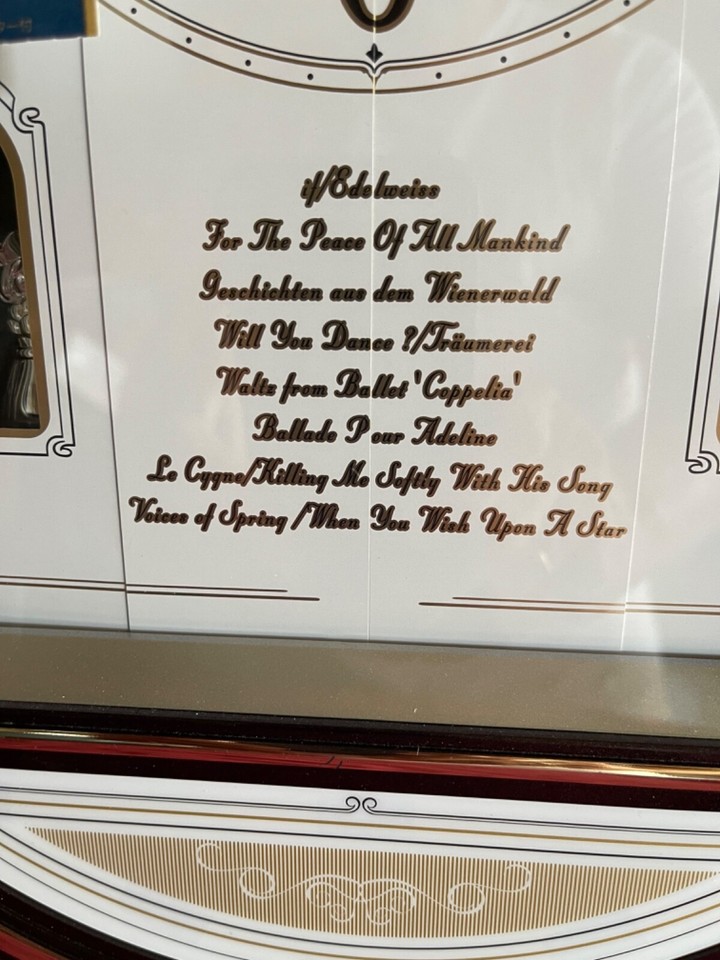 if/Edelweiss
For The Peace Of All Mankind
Geschichten aus dem Wienerwald
Will You Dance ?/Träumerei
Waltz from Ballet 'Coppelia'
Ballade Pour Adeline
Le Cygne/Killing Me Softly With His Song
Voices of Spring /When You Wish Upon A Star